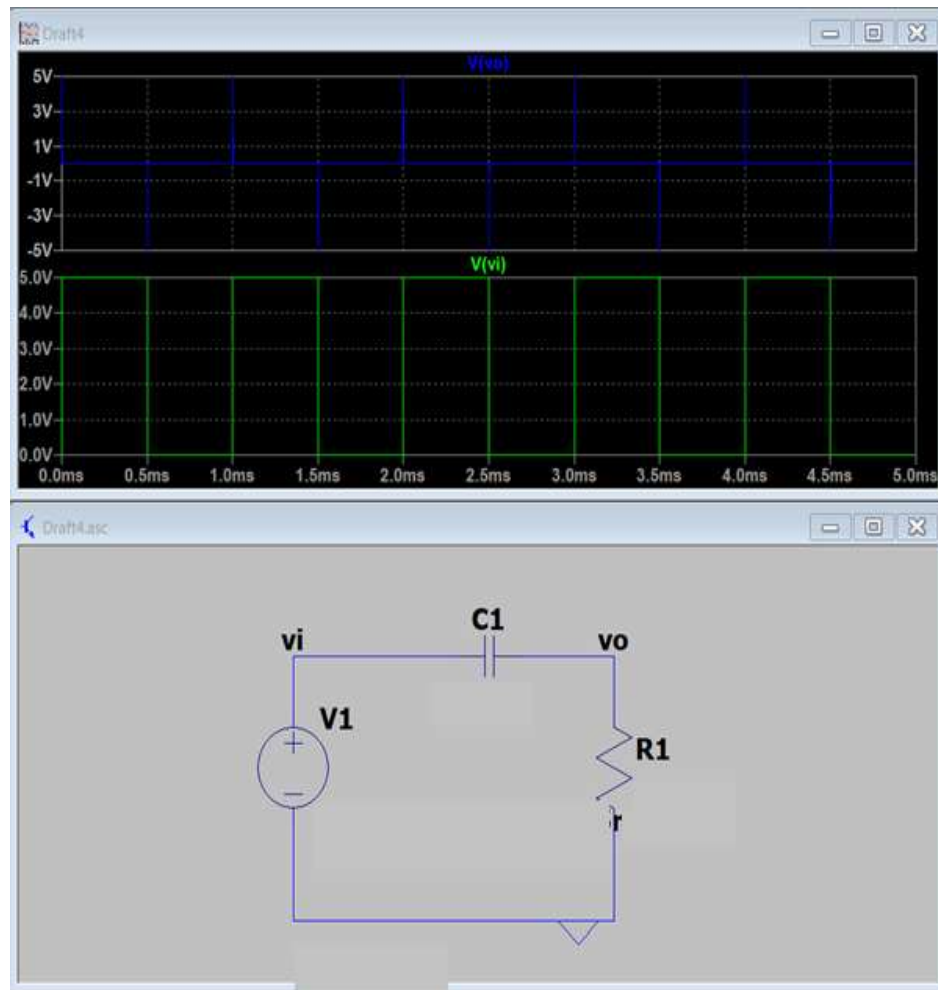 Draft4
V(vo)
5V
3V
1V
-1V
-3V
-5V
V(vi)
5.0V
4.0V
3.0V
2.0V
1.0V
0.0V
0.0ms 0.5ms 1.0ms 1.5ms 2.0ms 2.5ms 3.0ms 3.5ms 4.0ms 4.5ms 5.0ms
Draft4.asc
C1
vi vo
V1
R1
r